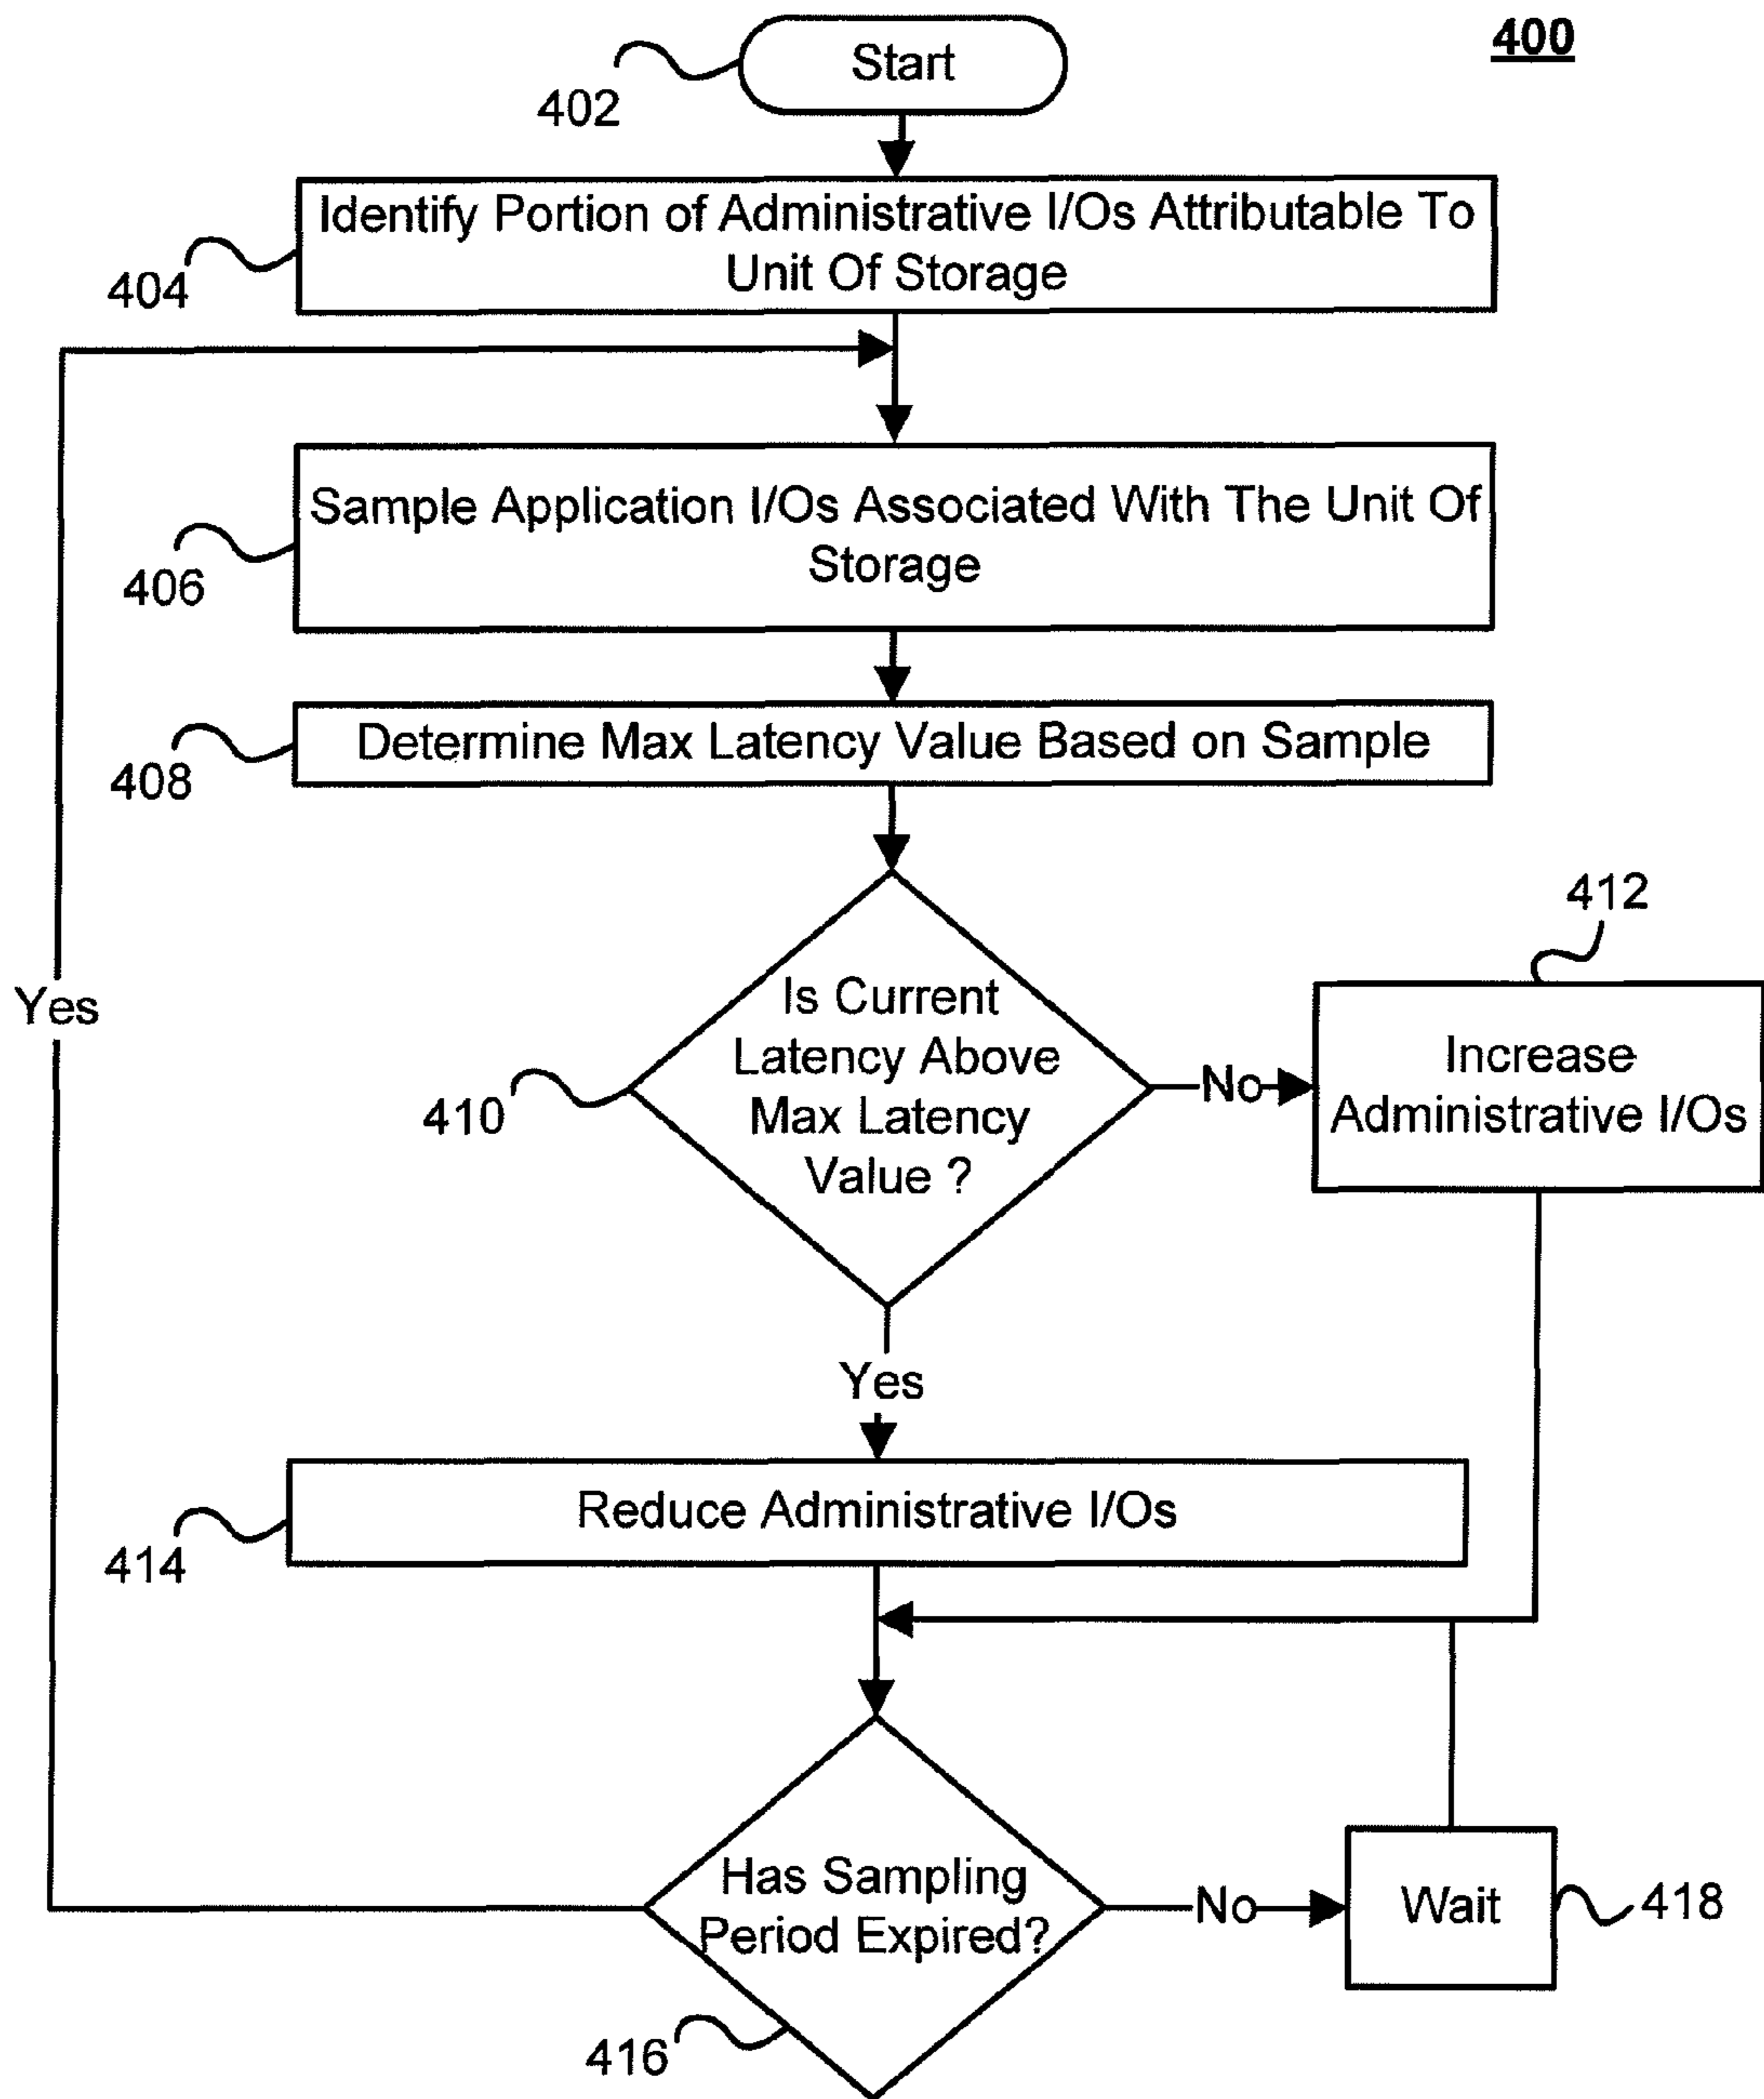 400
Start
402
Identify Portion of Administrative I/Os Attributable To
Unit Of Storage
404
Sample Application I/Os Associated With The Unit Of
Storage
406
Determine Max Latency Value Based on Sample
408
412
Is Current
Latency Above
Max Latency
Value ?
410
No
Increase
Administrative I/Os
Yes
Yes
Reduce Administrative I/Os
414
Has Sampling
Period Expired?
No
Wait
418
416